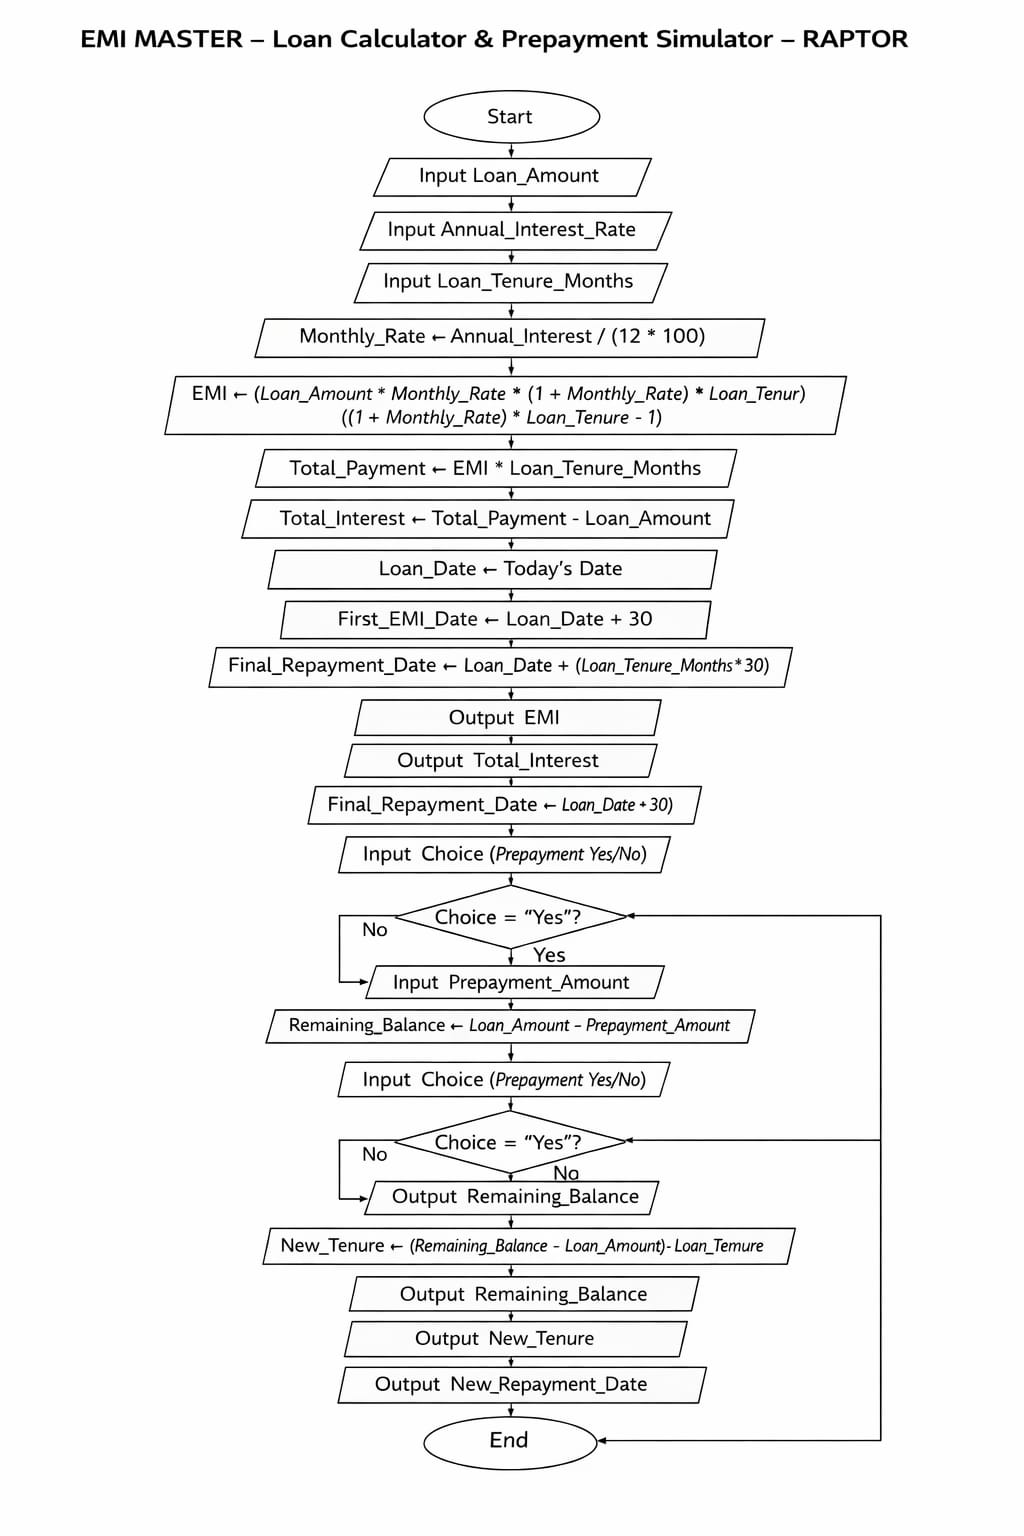 EMI MASTER – Loan Calculator & Prepayment Simulator – RAPTOR
Start
Input Loan_Amount
Input Annual_Interest_Rate
Input Loan_Tenure_Months
Monthly_Rate ← Annual_Interest / (12 * 100)
EMI ← (Loan_Amount * Monthly_Rate * (1 + Monthly_Rate) * Loan_Tenur)
((1 + Monthly_Rate) * Loan_Tenure - 1)
Total_Payment ← EMI * Loan_Tenure_Months
Total_Interest ← Total_Payment - Loan_Amount
Loan_Date ← Today’s Date
First_EMI_Date ← Loan_Date + 30
Final_Repayment_Date ← Loan_Date + (Loan_Tenure_Months*30)
Output EMI
Output Total_Interest
Final_Repayment_Date ← Loan_Date + 30)
Input Choice (Prepayment Yes/No)
Choice = “Yes”?
No
Yes
Input Prepayment_Amount
Remaining_Balance ← Loan_Amount – Prepayment_Amount
Input Choice (Prepayment Yes/No)
Choice = “Yes”?
No
No
Output Remaining_Balance
New_Tenure ← (Remaining_Balance – Loan_Amount)- Loan_Temure
Output Remaining_Balance
Output New_Tenure
Output New_Repayment_Date
End